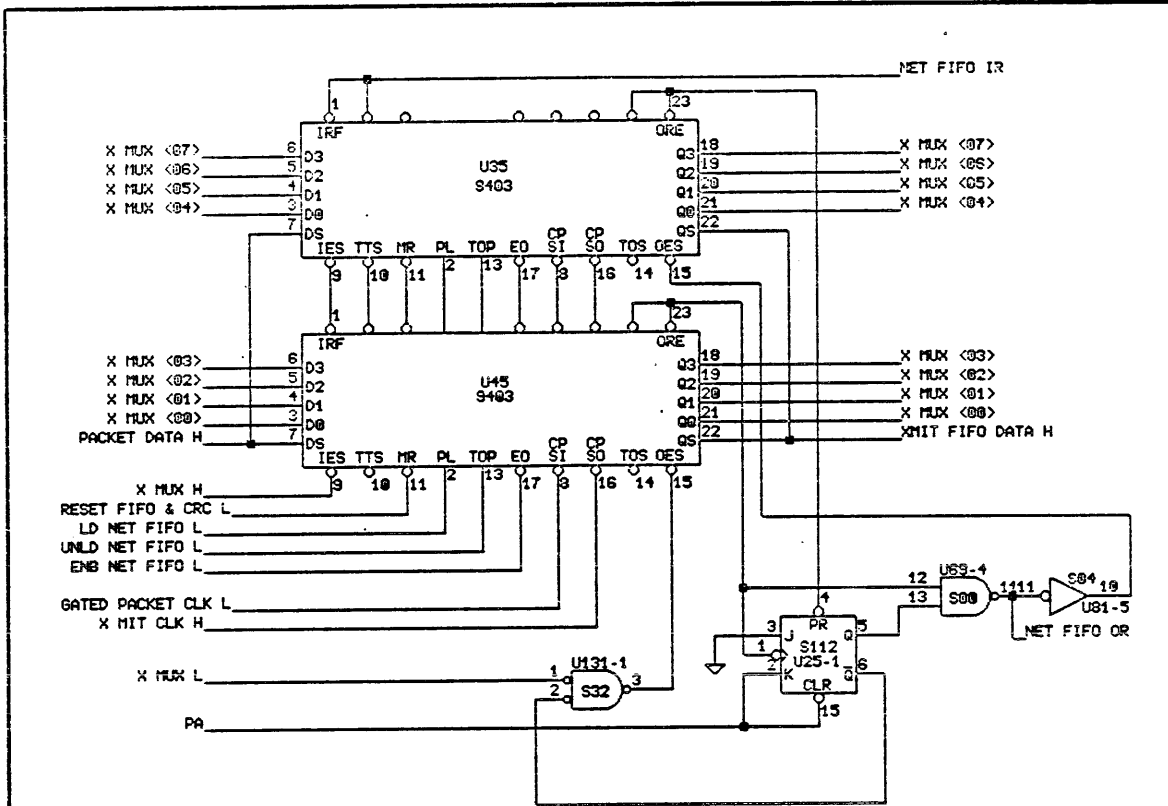 NET FIFO IR
1
23
IRF
ORE
X MUX <07> 6 D3 U35 Q3 18 X MUX <07>
X MUX <06> 5 D2 9403 Q2 19 X MUX <06>
X MUX <05> 4 D1 Q1 20 X MUX <05>
X MUX <04> 3 D0 Q0 21 X MUX <04>
7 DS QS 22
CP CP
IES TTS MR PL TOP EO SI SO TOS OES
9 10 11 2 13 17 3 16 14 15
1
23
IRF
ORE
X MUX <03> 6 D3 U45 Q3 18 X MUX <03>
X MUX <02> 5 D2 9403 Q2 19 X MUX <02>
X MUX <01> 4 D1 Q1 20 X MUX <01>
X MUX <00> 3 D0 Q0 21 X MUX <00>
PACKET DATA H 7 DS QS 22 XMIT FIFO DATA H
CP CP
IES TTS MR PL TOP EO SI SO TOS OES
9 10 11 2 13 17 3 16 14 15
X MUX H
RESET FIFO & CRC L
LD NET FIFO L
UNLD NET FIFO L
ENB NET FIFO L
GATED PACKET CLK L
X MIT CLK H
U69-4
12 S00 11 11 S04 10
13
U81-5
NET FIFO OR
4
PR
3 J Q 5
S112
1
U25-1
2 K Q 6
CLR
15
U131-1
X MUX L 1 S32 3
2
PA